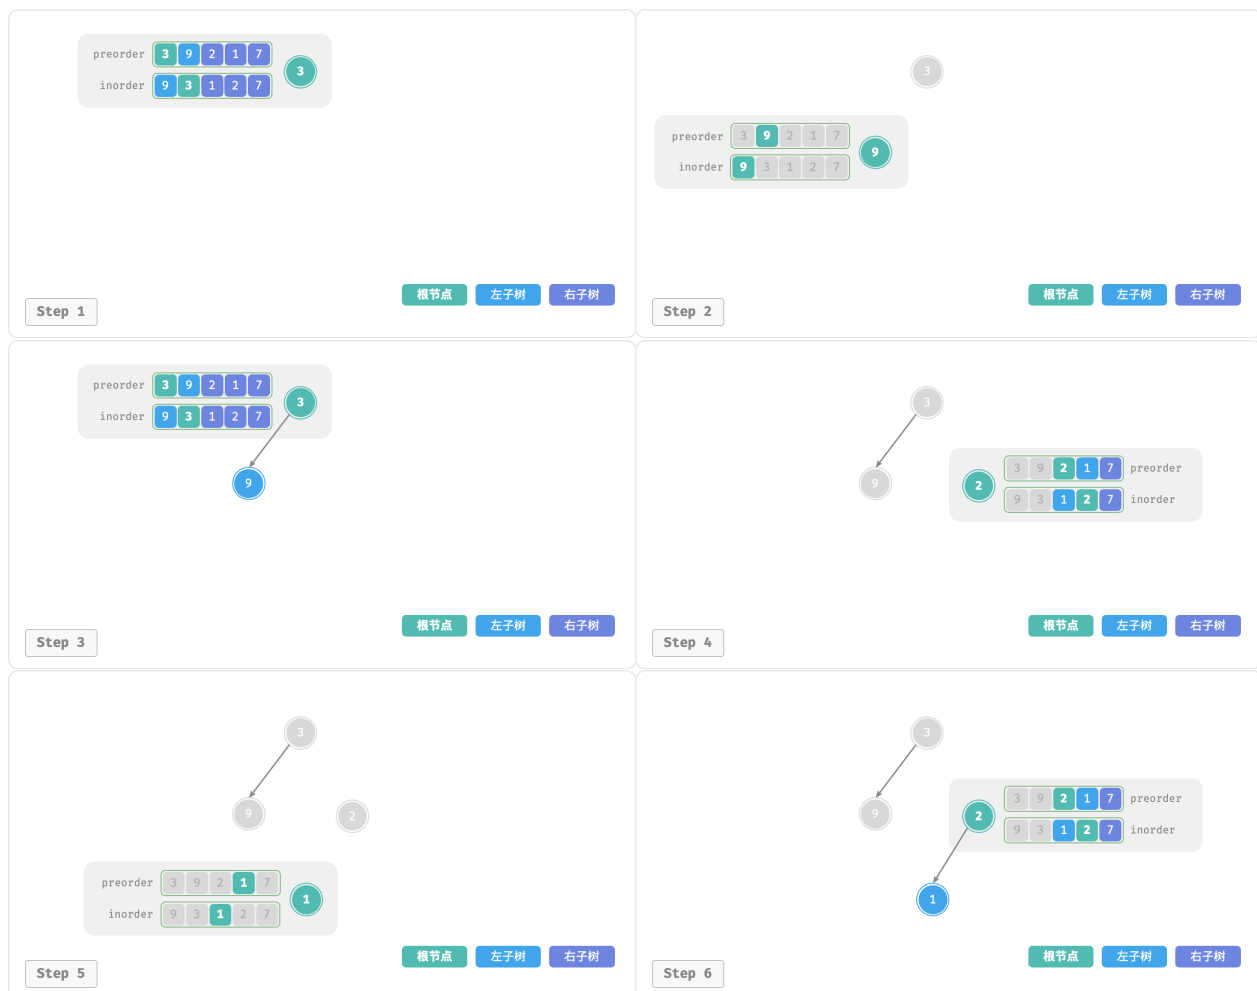 preorder 3 9 2 1 7
inorder 9 3 1 2 7
3
根节点 左子树 右子树
Step 1
3
preorder 3 9 2 1 7
inorder 9 3 1 2 7
9
根节点 左子树 右子树
Step 2
preorder 3 9 2 1 7
inorder 9 3 1 2 7
3
9
根节点 左子树 右子树
Step 3
3
9
2
3 9 2 1 7 preorder
9 3 1 2 7 inorder
根节点 左子树 右子树
Step 4
3
9 2
preorder 3 9 2 1 7
inorder 9 3 1 2 7
1
根节点 左子树 右子树
Step 5
3
9
2
3 9 2 1 7 preorder
9 3 1 2 7 inorder
1
根节点 左子树 右子树
Step 6